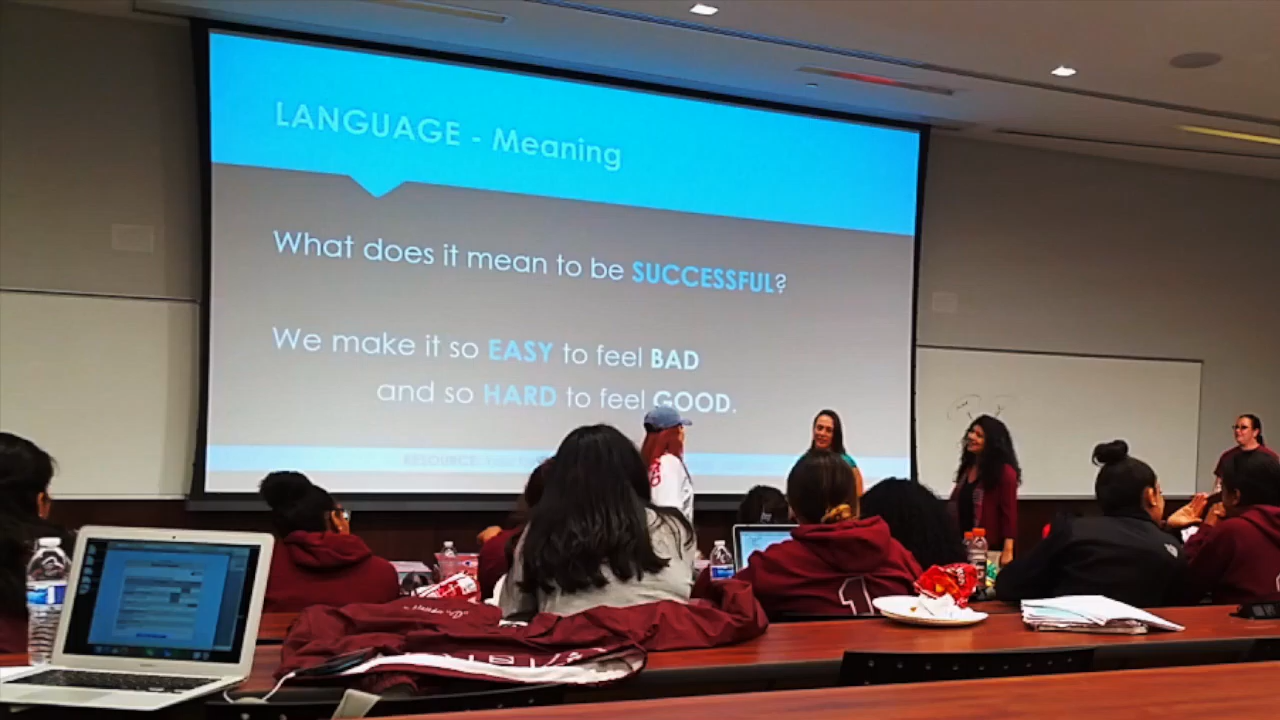 LANGUAGE - Meaning
What does it mean to be SUCCESSFUL?
We make it so EASY to feel BAD
and so HARD to feel GOOD.
RESOURCE: